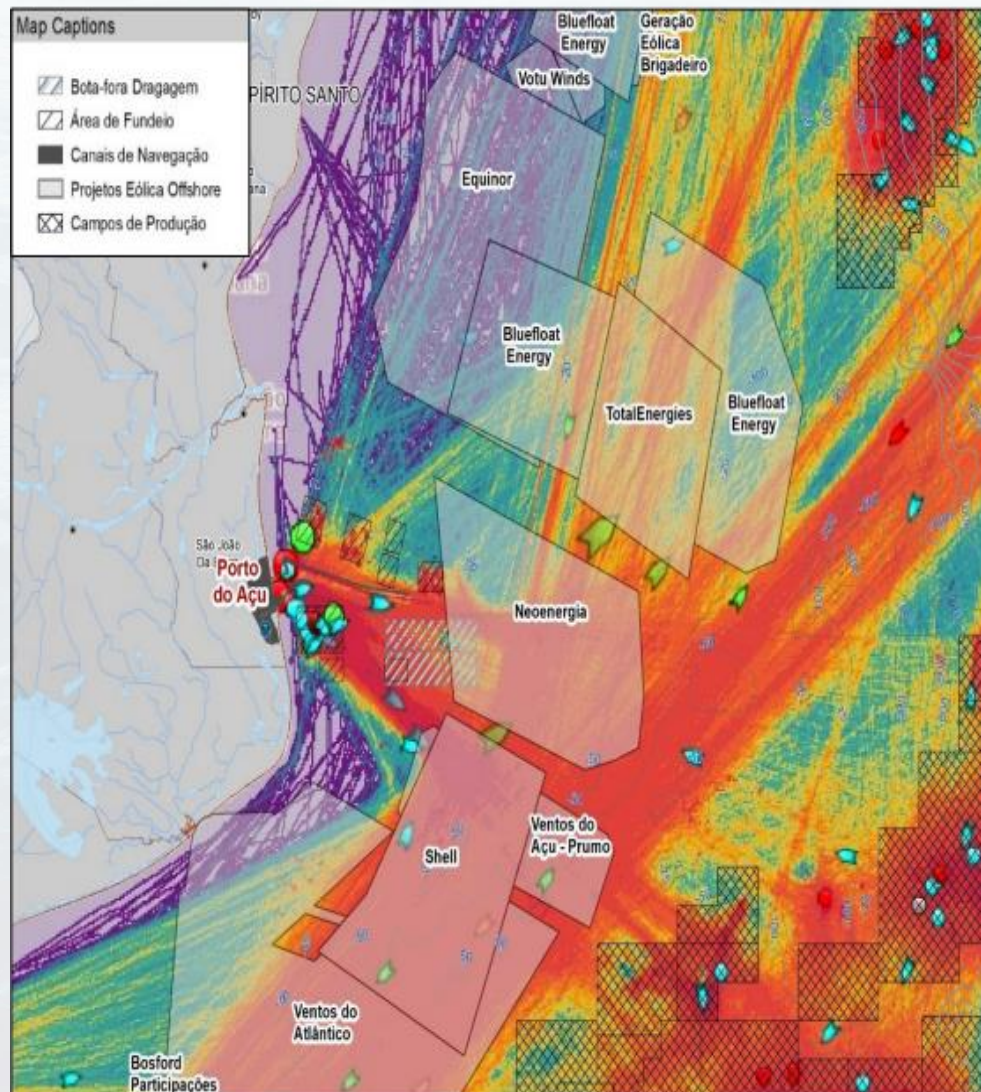 Map Captions
Bota-fora Dragagem
Área de Fundeio
Canais de Navegação
Projetos Eólica Offshore
Campos de Produção
PÍRITO SANTO
Bluefloat
Energy
Geração
Eólica
Brigadeiro
Votu Winds
Equinor
Bluefloat
Energy
TotalEnergies
Bluefloat
Energy
São João
Porto
do Açu
Neoenergia
Shell
Ventos do
Açu - Prumo
Ventos do
Atlântico
Bosford
Participações